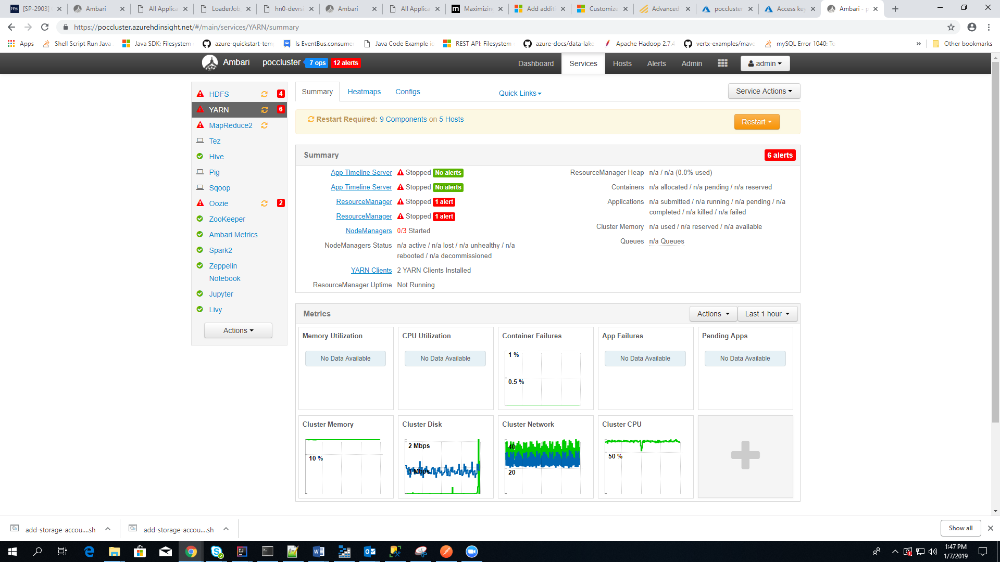 [SP-2903]
Ambari
All Applica
LoaderJob
hn0-devrsi
Ambari
All Applica
Maximizing
Add additi
Customize
Advanced
poccluster
Access key
Ambari - p
https://poccluster.azurehdinsight.net/#/main/services/YARN/summary
Apps
Shell Script Run Java
Java SDK: Filesystem
azure-quickstart-tem
Is EventBus.consumer
Java Code Example ic
REST API: Filesystem
azure-docs/data-lake
Apache Hadoop 2.7.4
vertx-examples/mave
mySQL Error 1040: To
»
Other bookmarks
Ambari
poccluster
7 ops
12 alerts
Dashboard
Services
Hosts
Alerts
Admin
admin
HDFS 4
YARN 6
MapReduce2
Tez
Hive
Pig
Sqoop
Oozie 2
ZooKeeper
Ambari Metrics
Spark2
Zeppelin
Notebook
Jupyter
Livy
Actions
Summary
Heatmaps
Configs
Quick Links
Service Actions
Restart Required: 9 Components on 5 Hosts
Restart
Summary
6 alerts
App Timeline Server Stopped No alerts
App Timeline Server Stopped No alerts
ResourceManager Stopped 1 alert
ResourceManager Stopped 1 alert
NodeManagers 0/3 Started
NodeManagers Status n/a active / n/a lost / n/a unhealthy / n/a
rebooted / n/a decommissioned
YARN Clients 2 YARN Clients Installed
ResourceManager Uptime Not Running
ResourceManager Heap n/a / n/a (0.0% used)
Containers n/a allocated / n/a pending / n/a reserved
Applications n/a submitted / n/a running / n/a pending / n/a
completed / n/a killed / n/a failed
Cluster Memory n/a used / n/a reserved / n/a available
Queues n/a Queues
Metrics
Actions
Last 1 hour
Memory Utilization
No Data Available
CPU Utilization
No Data Available
Container Failures
1 %
0.5 %
App Failures
No Data Available
Pending Apps
No Data Available
Cluster Memory
10 %
Cluster Disk
2 Mbps
1 Mbps
Cluster Network
40
20
Cluster CPU
50 %
add-storage-accou....sh
add-storage-accou....sh
Show all
1:47 PM
1/7/2019